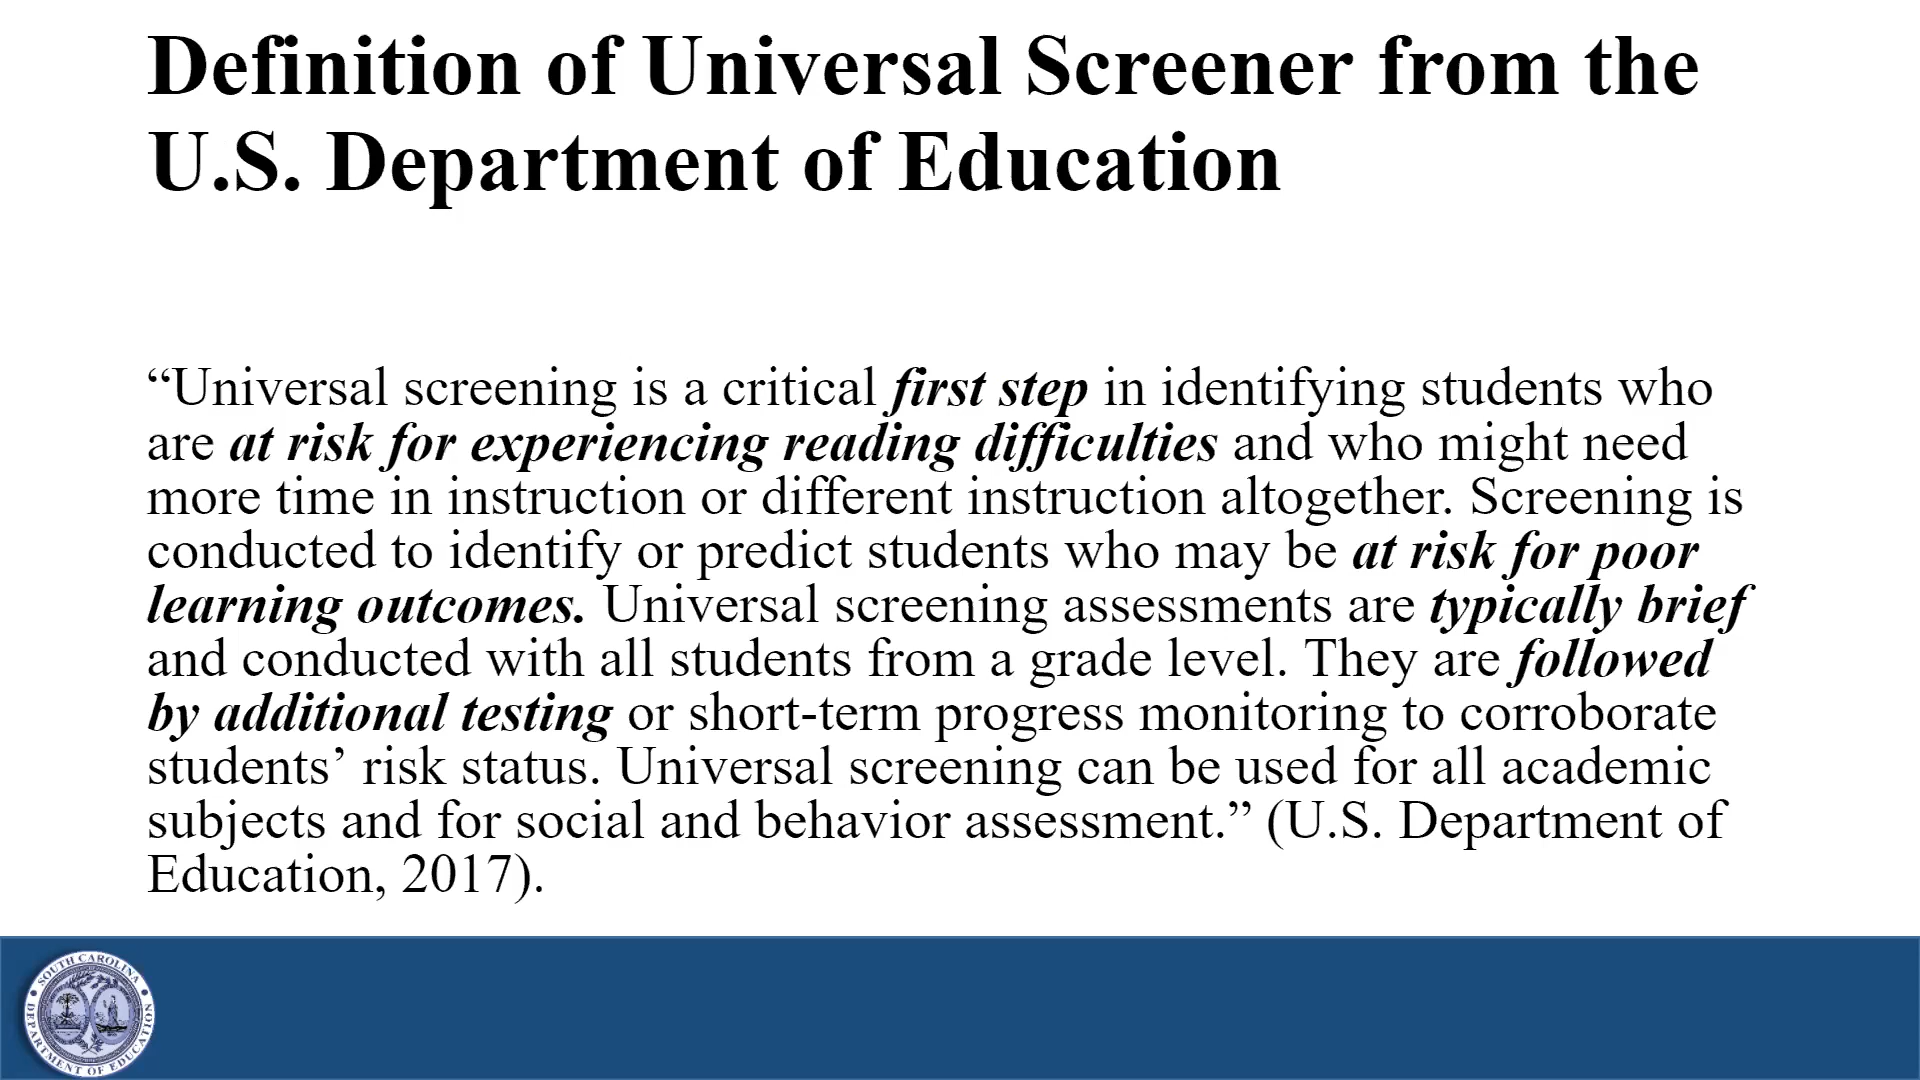 Definition of Universal Screener from the
U.S. Department of Education
“Universal screening is a critical first step in identifying students who
are at risk for experiencing reading difficulties and who might need
more time in instruction or different instruction altogether. Screening is
conducted to identify or predict students who may be at risk for poor
learning outcomes. Universal screening assessments are typically brief
and conducted with all students from a grade level. They are followed
by additional testing or short-term progress monitoring to corroborate
students’ risk status. Universal screening can be used for all academic
subjects and for social and behavior assessment.” (U.S. Department of
Education, 2017).
SOUTH CAROLINA
DEPARTMENT OF EDUCATION